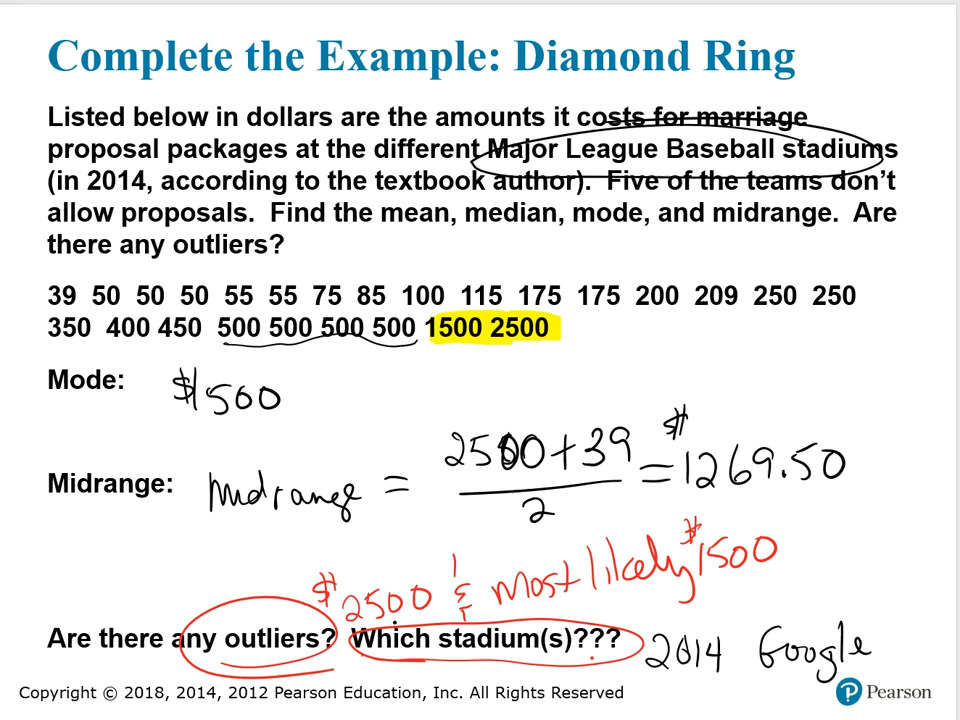 Complete the Example: Diamond Ring
Listed below in dollars are the amounts it costs for marriage
proposal packages at the different Major League Baseball stadiums
(in 2014, according to the textbook author). Five of the teams don’t
allow proposals. Find the mean, median, mode, and midrange. Are
there any outliers?
39 50 50 50 55 55 75 85 100 115 175 175 200 209 250 250
350 400 450 500 500 500 500 1500 2500
Mode: $500
Midrange: midrange = 2500 + 39 / 2 = $1269.50
$2500 & most likely $1500
Are there any outliers? Which stadium(s)??? 2014 Google
Copyright © 2018, 2014, 2012 Pearson Education, Inc. All Rights Reserved
P Pearson